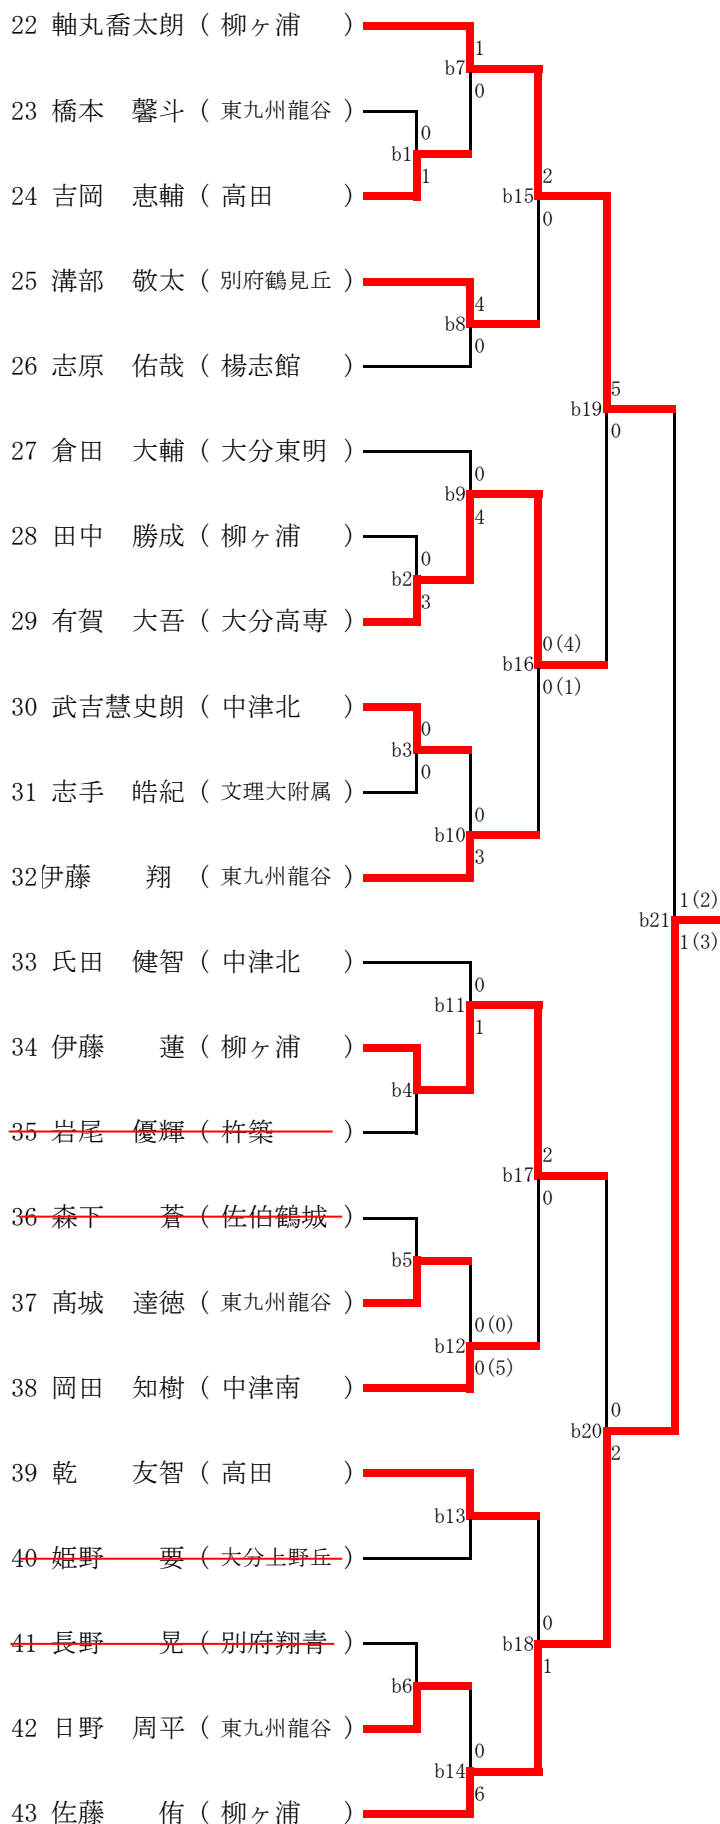 22 軸丸喬太朗 ( 柳ヶ浦 )
1
b7
0
23 橋本 馨斗 ( 東九州龍谷 )
0
b1
1
24 吉岡 恵輔 ( 高田 )
2
b15
0
25 溝部 敬太 ( 別府鶴見丘 )
4
b8
0
26 志原 佑哉 ( 楊志館 )
5
b19
0
27 倉田 大輔 ( 大分東明 )
0
b9
4
28 田中 勝成 ( 柳ヶ浦 )
0
b2
3
29 有賀 大吾 ( 大分高専 )
0(4)
b16
0(1)
30 武吉慧史朗 ( 中津北 )
0
b3
0
31 志手 皓紀 ( 文理大附属 )
0
b10
3
32 伊藤 翔 ( 東九州龍谷 )
1(2)
b21
1(3)
33 氏田 健智 ( 中津北 )
0
b11
1
34 伊藤 蓮 ( 柳ヶ浦 )
b4
35 岩尾 優輝 ( 杵築 )
2
b17
0
36 森下 蒼 ( 佐伯鶴城 )
b5
37 髙城 達徳 ( 東九州龍谷 )
0(0)
b12
0(5)
38 岡田 知樹 ( 中津南 )
0
b20
2
39 乾 友智 ( 高田 )
b13
40 姫野 要 ( 大分上野丘 )
0
b18
1
41 長野 晃 ( 別府翔青 )
b6
42 日野 周平 ( 東九州龍谷 )
0
b14
6
43 佐藤 侑 ( 柳ヶ浦 )